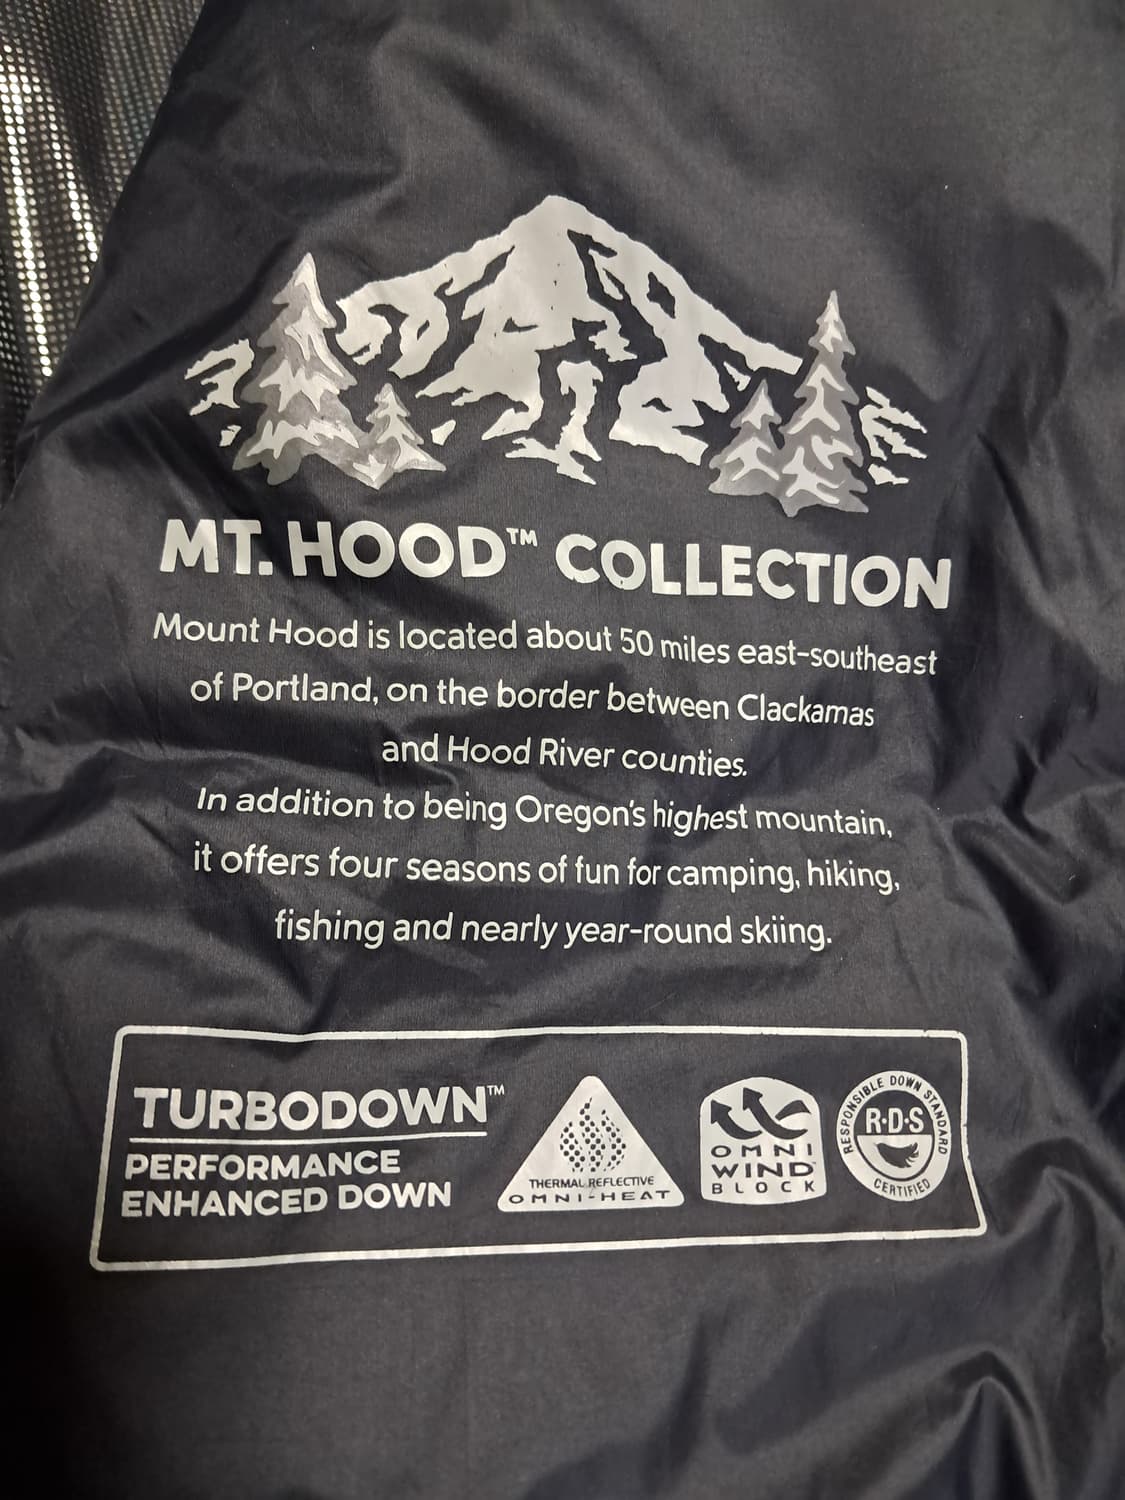 MT. HOOD™ COLLECTION
Mount Hood is located about 50 miles east-southeast
of Portland, on the border between Clackamas
and Hood River counties.
In addition to being Oregon's highest mountain,
it offers four seasons of fun for camping, hiking,
fishing and nearly year-round skiing.
TURBODOWN™
PERFORMANCE
ENHANCED DOWN
THERMAL REFLECTIVE
OMNI-HEAT
OMNI
WIND
BLOCK
RESPONSIBLE DOWN STANDARD
R·D·S
CERTIFIED